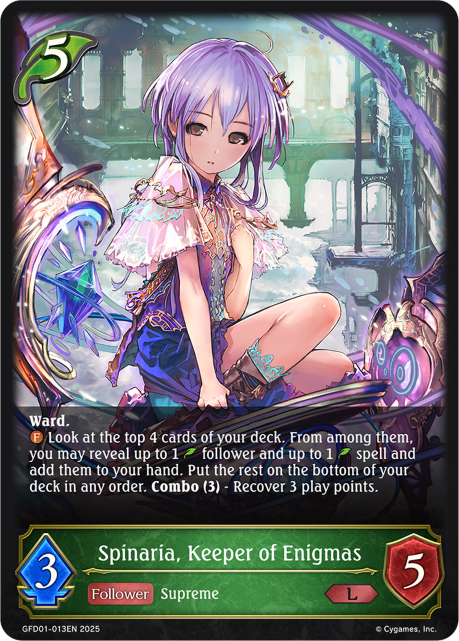 5
Ward.
F Look at the top 4 cards of your deck. From among them,
you may reveal up to 1 follower and up to 1 spell and
add them to your hand. Put the rest on the bottom of your
deck in any order. Combo (3) - Recover 3 play points.
Spinaria, Keeper of Enigmas
3
Follower Supreme
L
5
GFD01-013EN 2025
© Cygames, Inc.